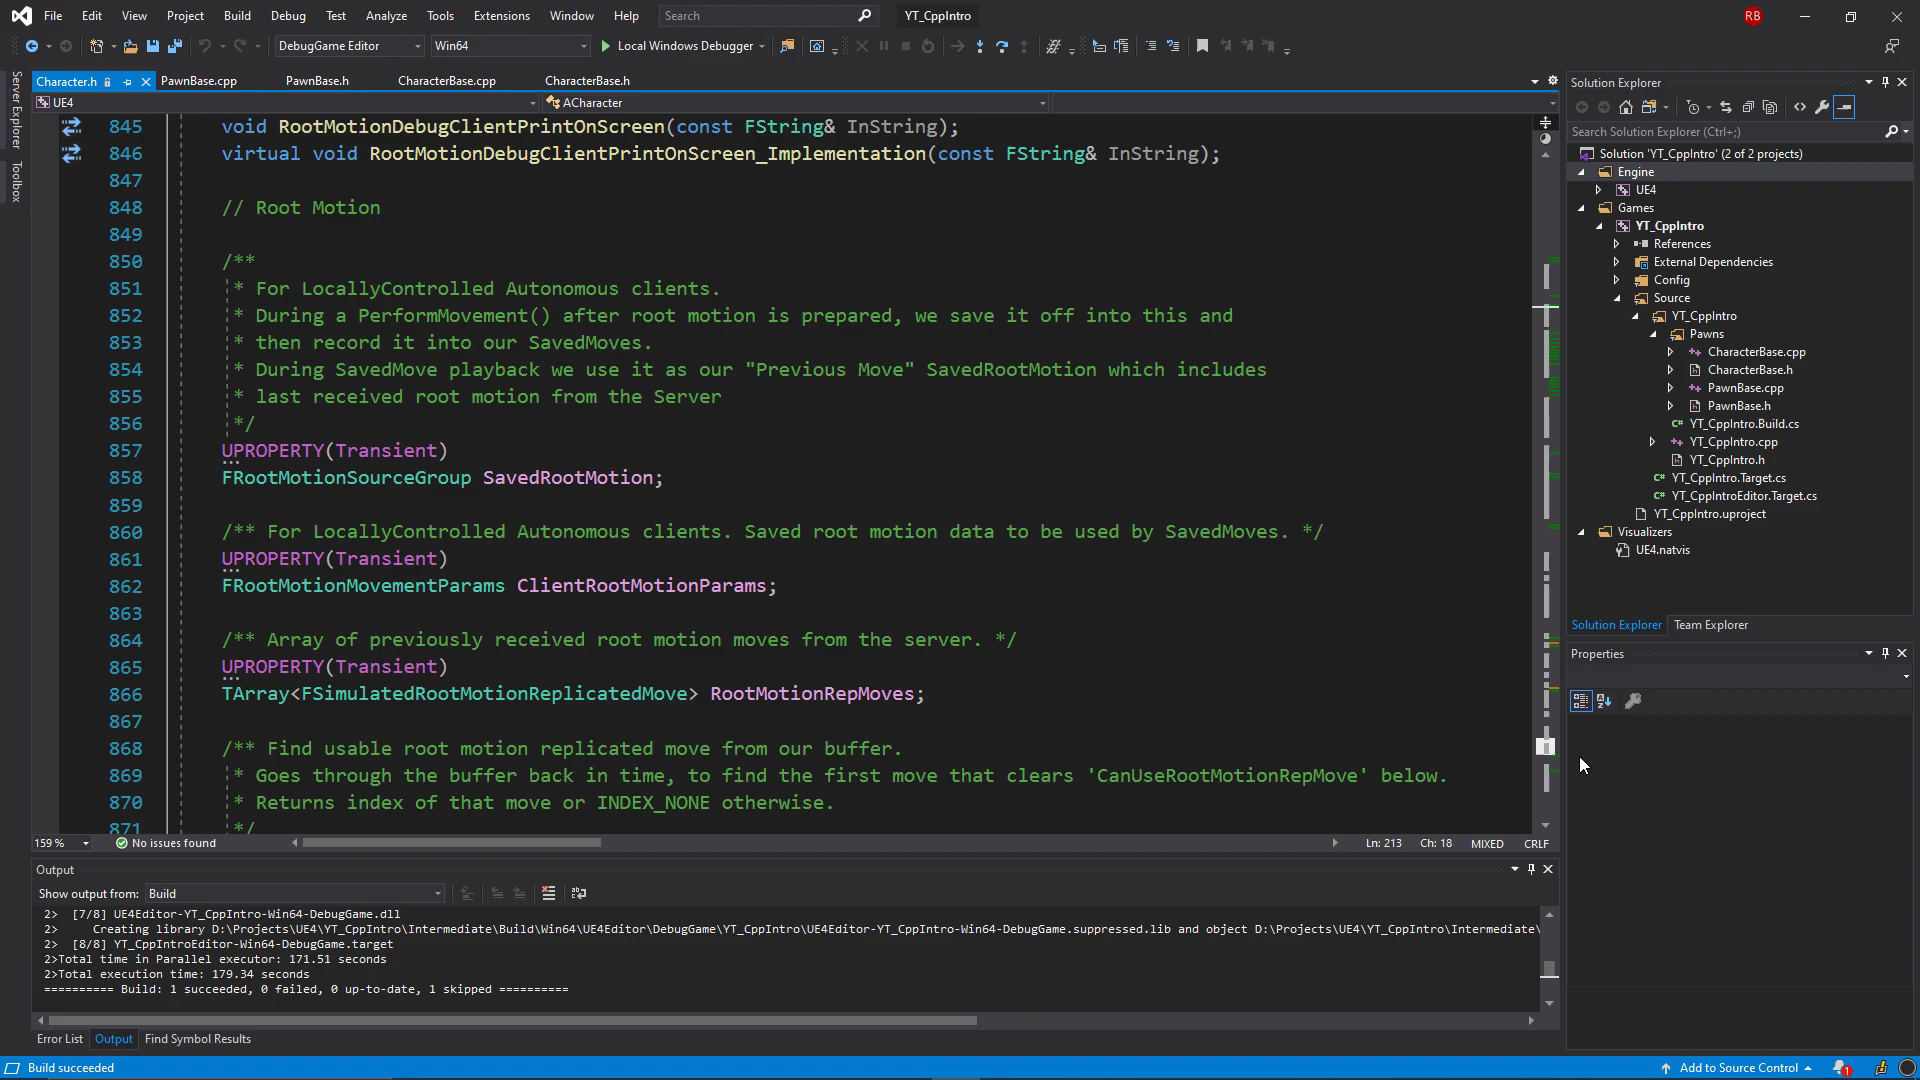 File Edit View Project Build Debug Test Analyze Tools Extensions Window Help Search YT_CppIntro RB
DebugGame Editor Win64 Local Windows Debugger
Character.h PawnBase.cpp PawnBase.h CharacterBase.cpp CharacterBase.h
UE4 ACharacter
Server Explorer
Toolbox
845 void RootMotionDebugClientPrintOnScreen(const FString& InString);
846 virtual void RootMotionDebugClientPrintOnScreen_Implementation(const FString& InString);
847
848 // Root Motion
849
850 /**
851 * For LocallyControlled Autonomous clients.
852 * During a PerformMovement() after root motion is prepared, we save it off into this and
853 * then record it into our SavedMoves.
854 * During SavedMove playback we use it as our "Previous Move" SavedRootMotion which includes
855 * last received root motion from the Server
856 */
857 UPROPERTY(Transient)
858 FRootMotionSourceGroup SavedRootMotion;
859
860 /** For LocallyControlled Autonomous clients. Saved root motion data to be used by SavedMoves. */
861 UPROPERTY(Transient)
862 FRootMotionMovementParams ClientRootMotionParams;
863
864 /** Array of previously received root motion moves from the server. */
865 UPROPERTY(Transient)
866 TArray<FSimulatedRootMotionReplicatedMove> RootMotionRepMoves;
867
868 /** Find usable root motion replicated move from our buffer.
869 * Goes through the buffer back in time, to find the first move that clears 'CanUseRootMotionRepMove' below.
870 * Returns index of that move or INDEX_NONE otherwise.
871 */
159 % No issues found Ln: 213 Ch: 18 MIXED CRLF
Output
Show output from: Build
2> [7/8] UE4Editor-YT_CppIntro-Win64-DebugGame.dll
2> Creating library D:\Projects\UE4\YT_CppIntro\Intermediate\Build\Win64\UE4Editor\DebugGame\YT_CppIntro\UE4Editor-YT_CppIntro-Win64-DebugGame.suppressed.lib and object D:\Projects\UE4\YT_CppIntro\Intermediate\
2> [8/8] YT_CppIntroEditor-Win64-DebugGame.target
2>Total time in Parallel executor: 171.51 seconds
2>Total execution time: 179.34 seconds
========== Build: 1 succeeded, 0 failed, 0 up-to-date, 1 skipped ==========
Error List Output Find Symbol Results
Build succeeded Add to Source Control 1
Solution Explorer
Search Solution Explorer (Ctrl+;)
Solution 'YT_CppIntro' (2 of 2 projects)
Engine
UE4
Games
YT_CppIntro
References
External Dependencies
Config
Source
YT_CppIntro
Pawns
CharacterBase.cpp
CharacterBase.h
PawnBase.cpp
PawnBase.h
YT_CppIntro.Build.cs
YT_CppIntro.cpp
YT_CppIntro.h
YT_CppIntro.Target.cs
YT_CppIntroEditor.Target.cs
YT_CppIntro.uproject
Visualizers
UE4.natvis
Solution Explorer Team Explorer
Properties